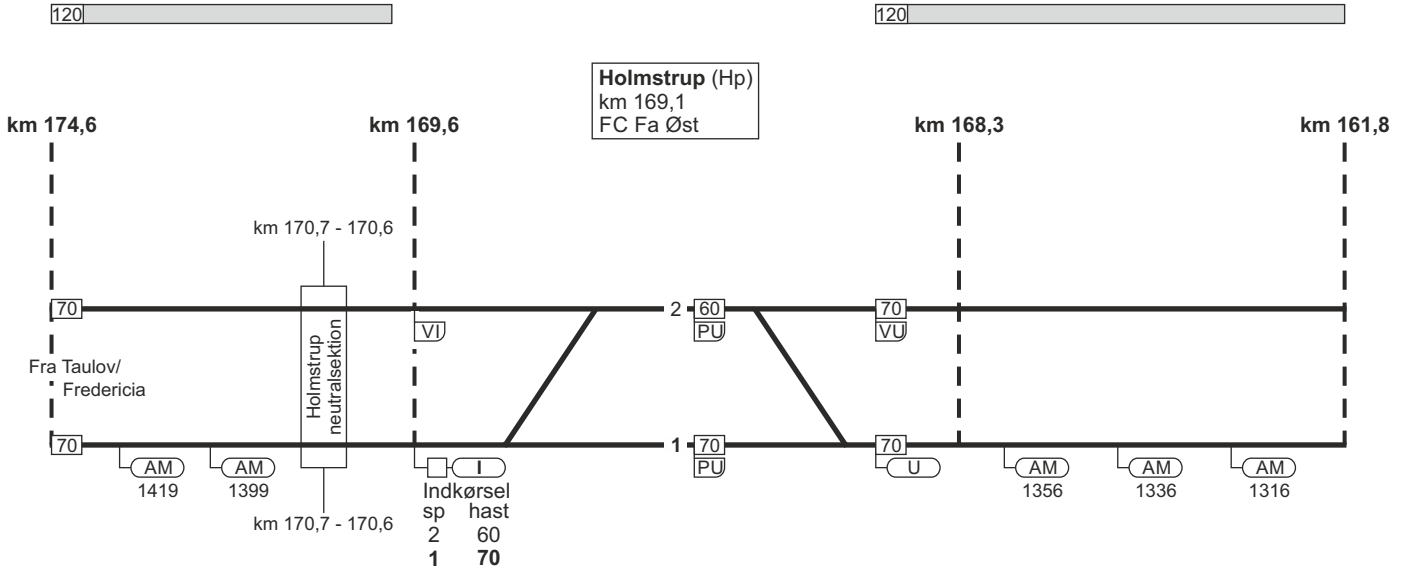 120
120
Holmstrup (Hp)
km 169,1
FC Fa Øst
km 174,6
km 169,6
km 168,3
km 161,8
km 170,7 - 170,6
70
2
60
70
VI
PU
VU
Holmstrup
neutralsektion
Fra Taulov/
Fredericia
70
1
70
70
AM
AM
I
PU
U
AM
AM
AM
1419
1399
1356
1336
1316
Indkørsel
sp hast
2 60
1 70
km 170,7 - 170,6